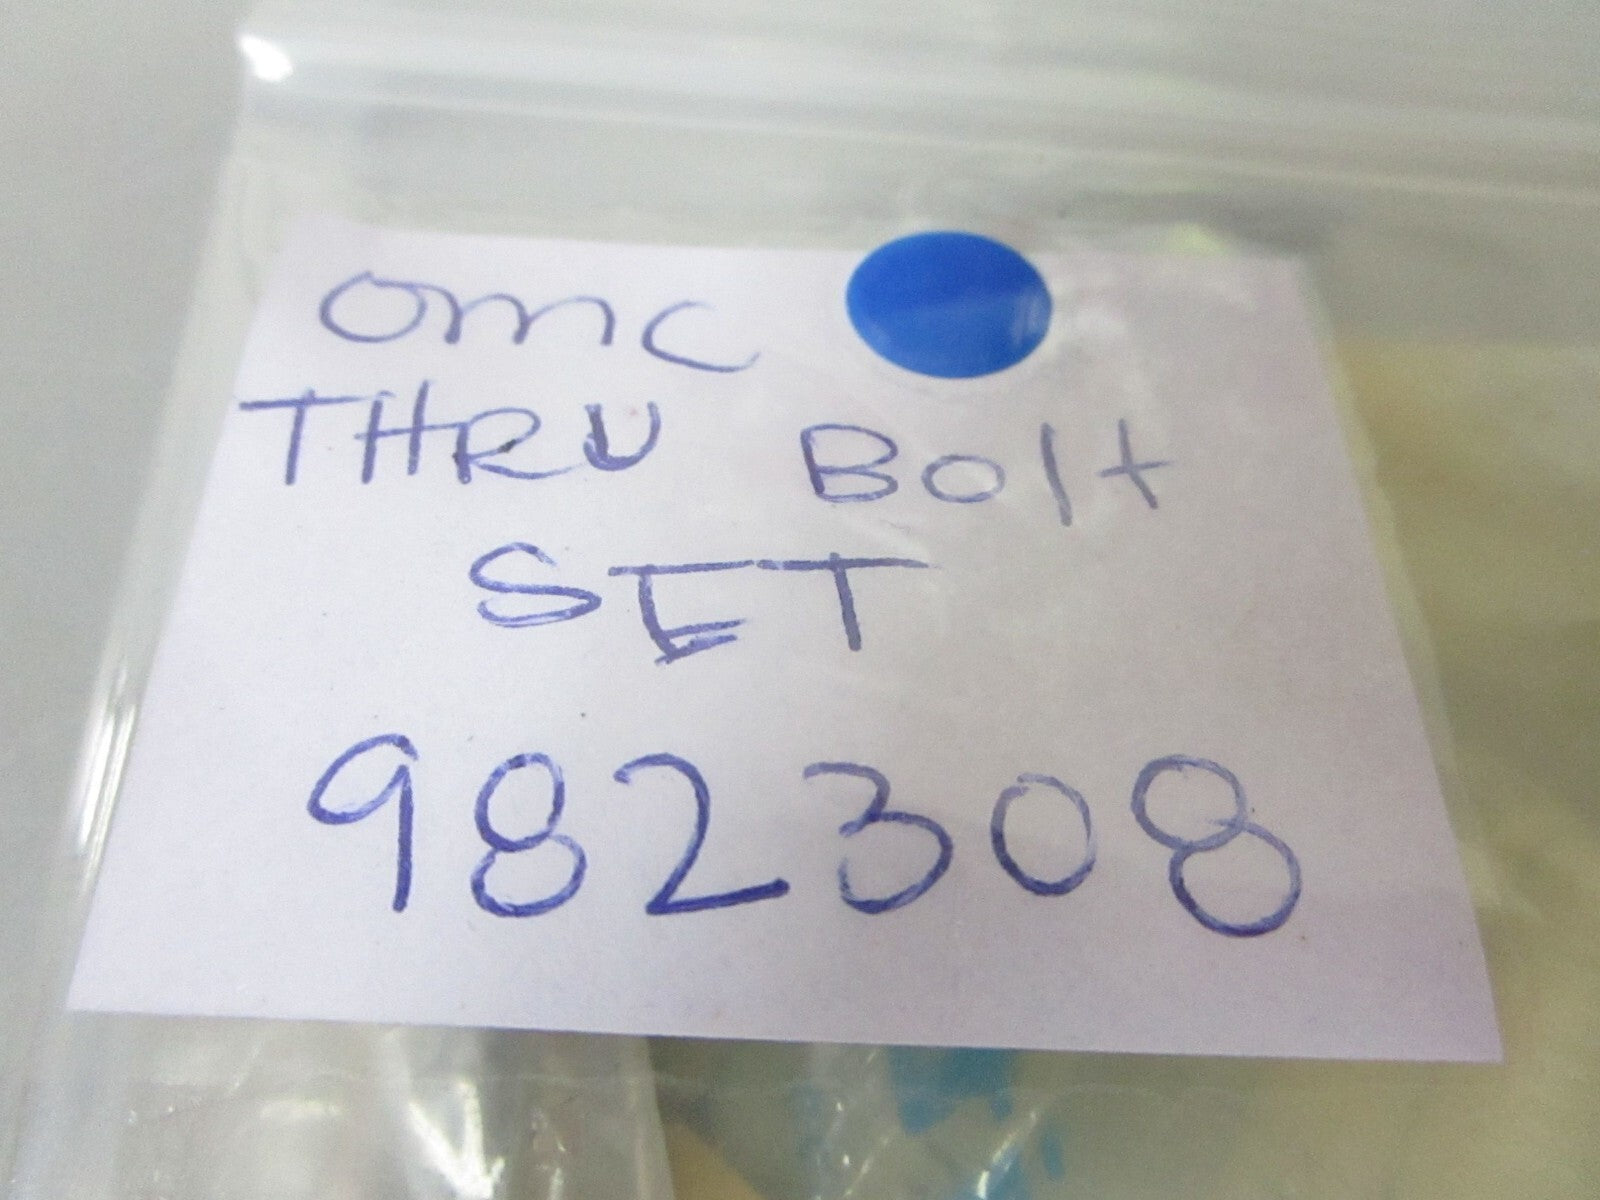 omc
THRU Bolt
SET
982308